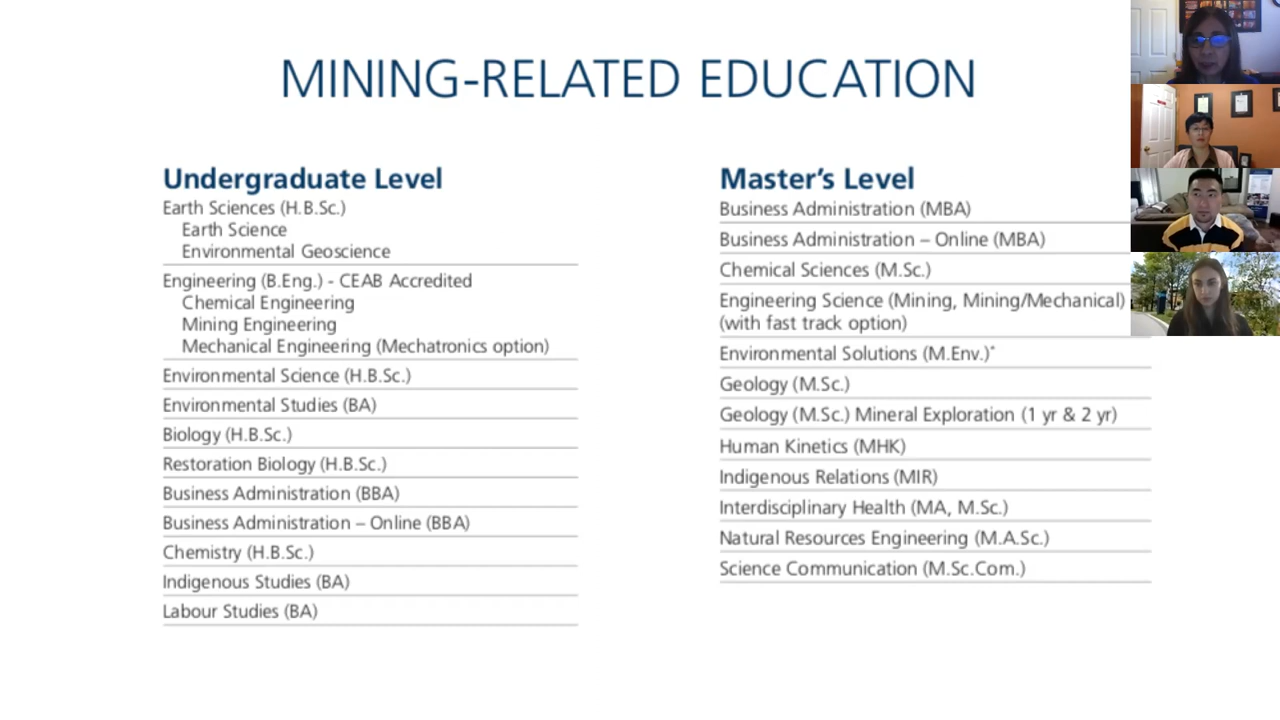 MINING-RELATED EDUCATION
Undergraduate Level
Earth Sciences (H.B.Sc.)
Earth Science
Environmental Geoscience
Engineering (B.Eng.) - CEAB Accredited
Chemical Engineering
Mining Engineering
Mechanical Engineering (Mechatronics option)
Environmental Science (H.B.Sc.)
Environmental Studies (BA)
Biology (H.B.Sc.)
Restoration Biology (H.B.Sc.)
Business Administration (BBA)
Business Administration – Online (BBA)
Chemistry (H.B.Sc.)
Indigenous Studies (BA)
Labour Studies (BA)
Master's Level
Business Administration (MBA)
Business Administration – Online (MBA)
Chemical Sciences (M.Sc.)
Engineering Science (Mining, Mining/Mechanical)
(with fast track option)
Environmental Solutions (M.Env.)*
Geology (M.Sc.)
Geology (M.Sc.) Mineral Exploration (1 yr & 2 yr)
Human Kinetics (MHK)
Indigenous Relations (MIR)
Interdisciplinary Health (MA, M.Sc.)
Natural Resources Engineering (M.A.Sc.)
Science Communication (M.Sc.Com.)